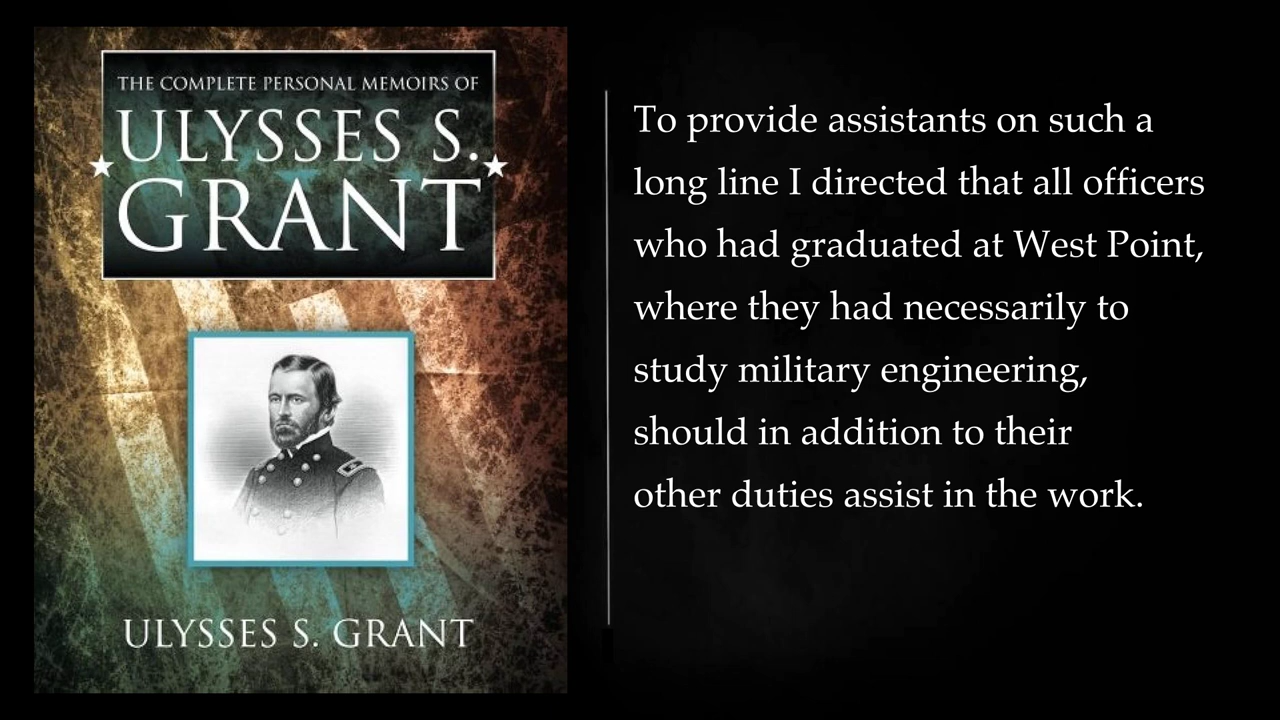 THE COMPLETE PERSONAL MEMOIRS OF
ULYSSES S.
GRANT
ULYSSES S. GRANT
To provide assistants on such a
long line I directed that all officers
who had graduated at West Point,
where they had necessarily to
study military engineering,
should in addition to their
other duties assist in the work.